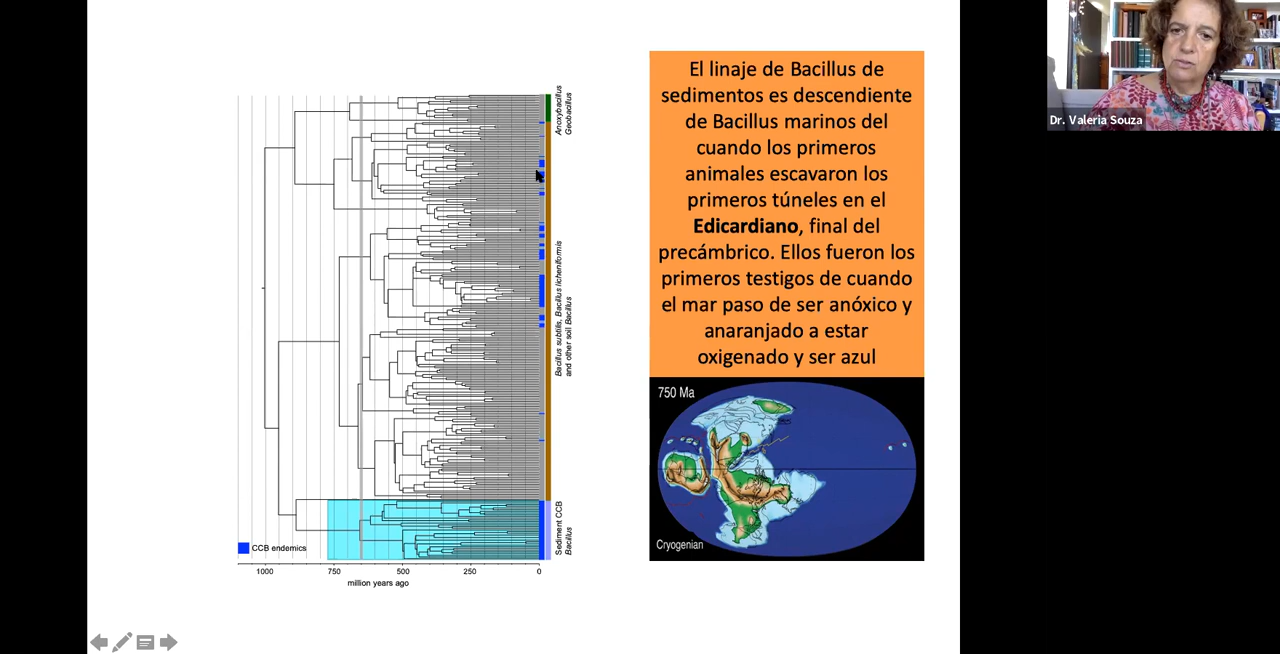 El linaje de Bacillus de
sedimentos es descendiente
de Bacillus marinos del
cuando los primeros
animales escavaron los
primeros túneles en el
Edicardiano, final del
precámbrico. Ellos fueron los
primeros testigos de cuando
el mar paso de ser anóxico y
anaranjado a estar
oxigenado y ser azul
Dr. Valeria Souza
Anoxybacillus
Geobacillus
Bacillus subtilis, Bacillus licheniformis
and other soil Bacillus
Sediment CCB
Bacillus
CCB endemics
1000 750 500 250 0
million years ago
750 Ma
Cryogenian